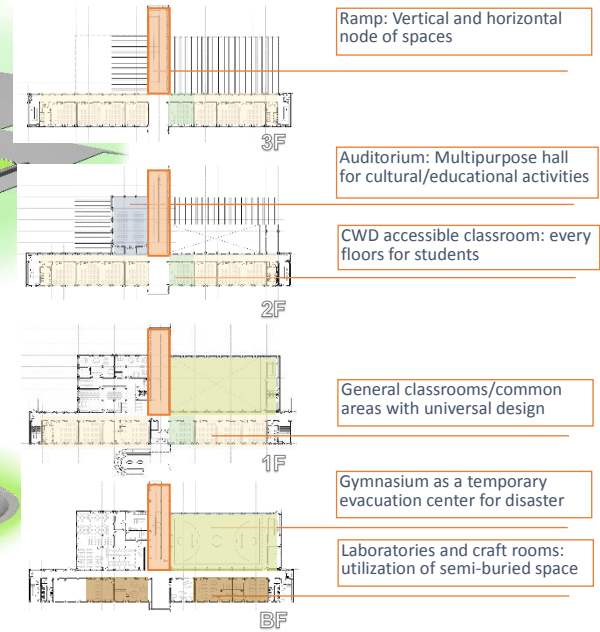 Ramp: Vertical and horizontal
node of spaces
3F
Auditorium: Multipurpose hall
for cultural/educational activities
CWD accessible classroom: every
floors for students
2F
General classrooms/common
areas with universal design
1F
Gymnasium as a temporary
evacuation center for disaster
Laboratories and craft rooms:
utilization of semi-buried space
BF